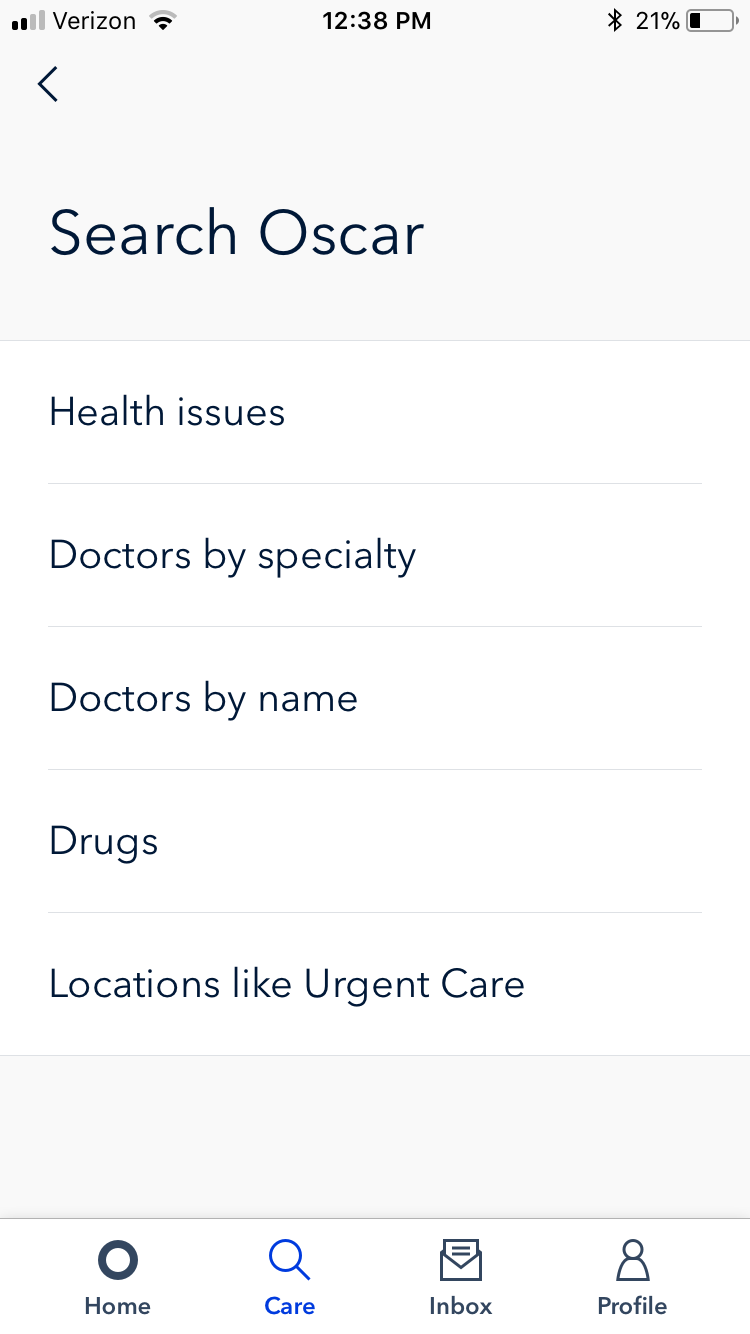 Verizon 12:38 PM 21%
Search Oscar
Health issues
Doctors by specialty
Doctors by name
Drugs
Locations like Urgent Care
Home Care Inbox Profile